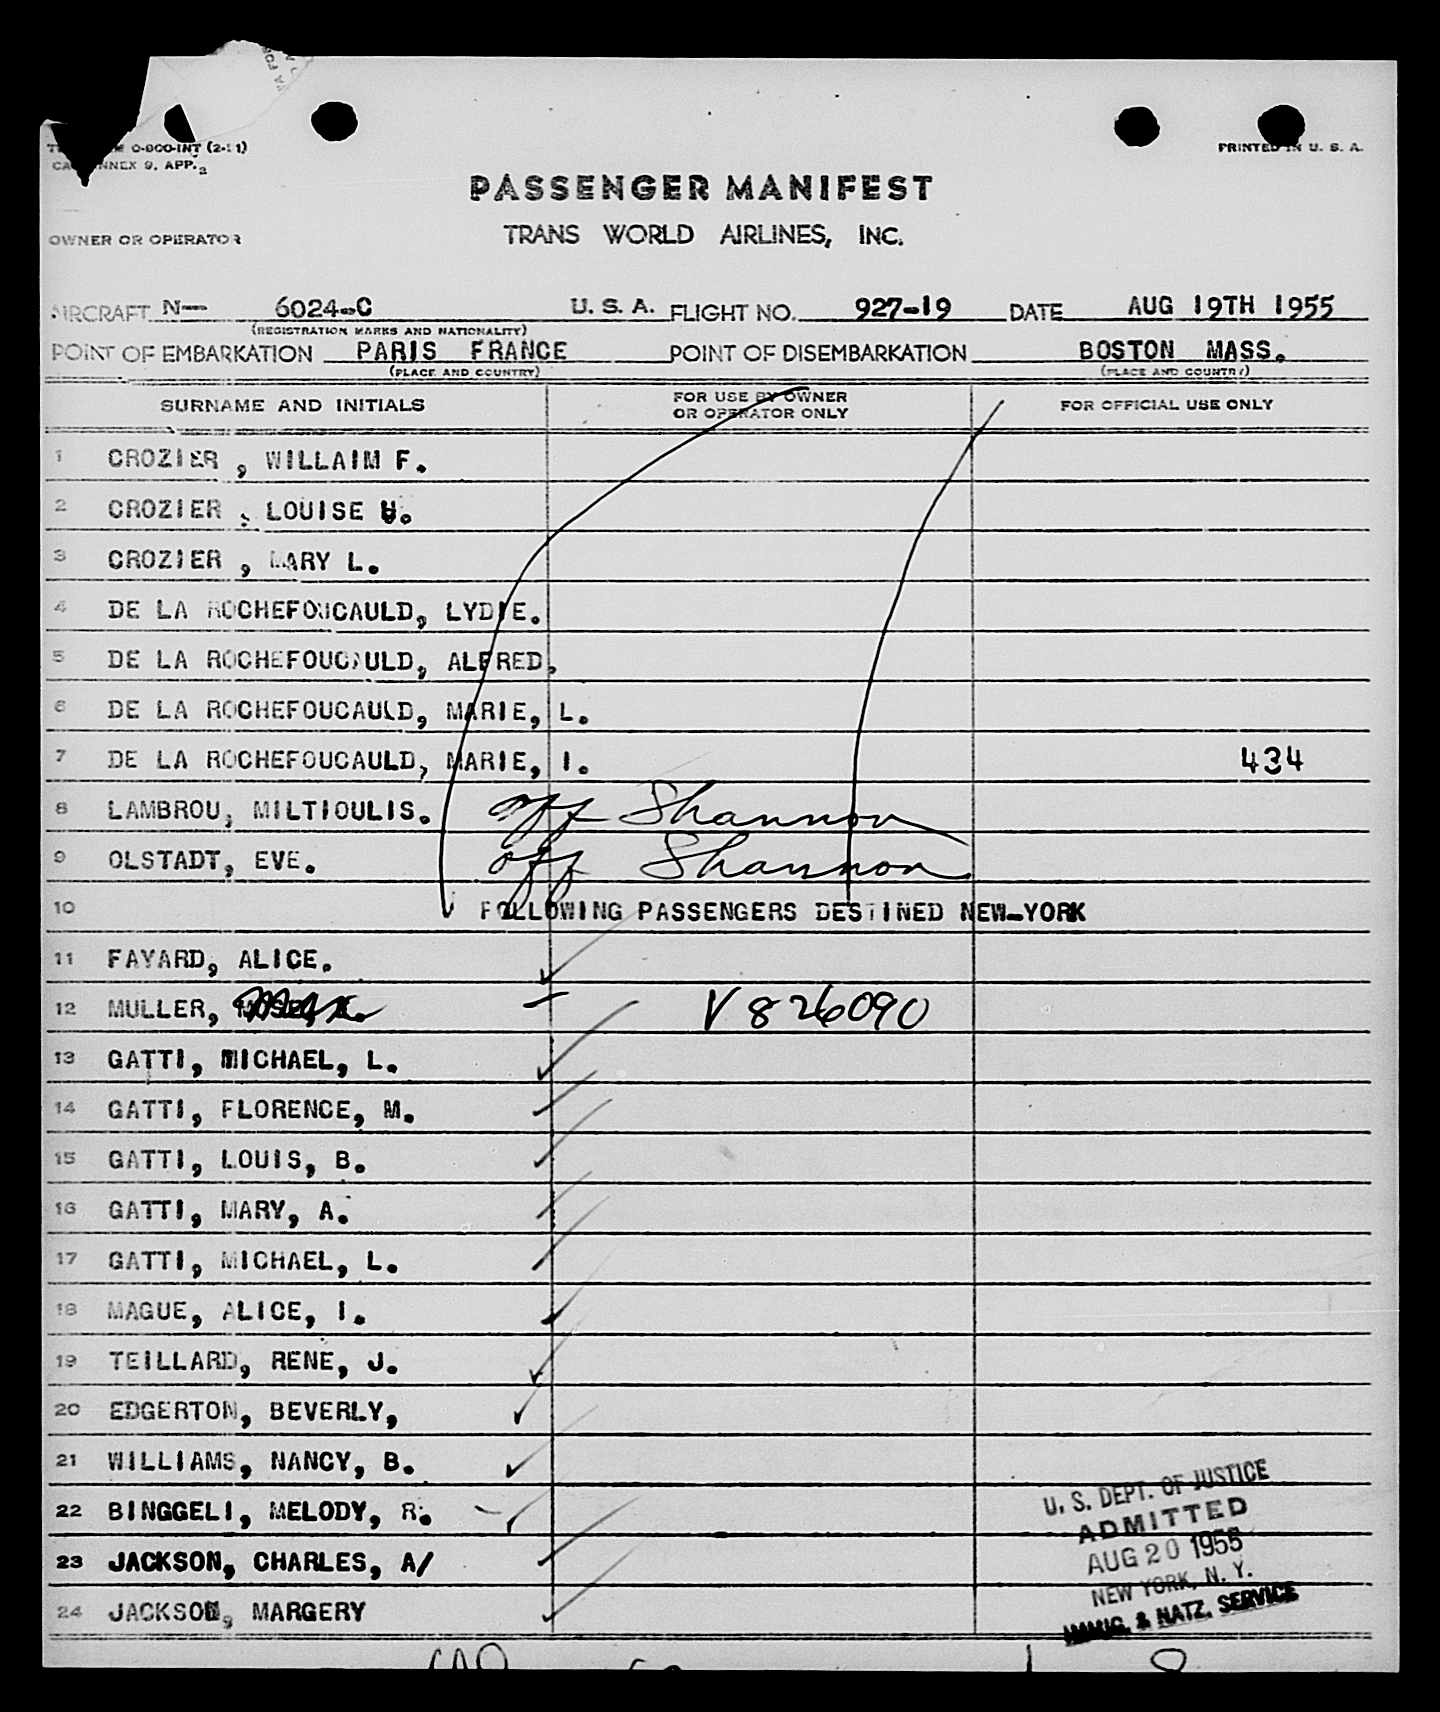 0-800-INT
NNEX 9, APP. 2
PRINTED IN U. S. A.
PASSENGER MANIFEST
OWNER OR OPERATOR
TRANS WORLD AIRLINES, INC.
AIRCRAFT N— 6024-C U. S. A. FLIGHT NO. 927-19 DATE AUG 19TH 1955
(REGISTRATION MARKS AND NATIONALITY)
POINT OF EMBARKATION PARIS FRANCE POINT OF DISEMBARKATION BOSTON MASS.
(PLACE AND COUNTRY) (PLACE AND COUNTRY)
SURNAME AND INITIALS FOR USE BY OWNER OR OPERATOR ONLY FOR OFFICIAL USE ONLY
1 CROZIER , WILLAIM F.
2 CROZIER , LOUISE
3 CROZIER , MARY L.
4 DE LA ROCHEFOUCAULD, LYDIE.
5 DE LA ROCHEFOUCAULD, ALFRED.
6 DE LA ROCHEFOUCAULD, MARIE, L.
7 DE LA ROCHEFOUCAULD, MARIE, I. 434
8 LAMBROU, MILTIOULIS. off Shannon
9 OLSTADT, EVE. off Shannon
10 FOLLOWING PASSENGERS DESTINED NEW-YORK
11 FAYARD, ALICE.
12 MULLER, V 826090
13 GATTI, MICHAEL, L.
14 GATTI, FLORENCE, M.
15 GATTI, LOUIS, B.
16 GATTI, MARY, A.
17 GATTI, MICHAEL, L.
18 MAGUE, ALICE, I.
19 TEILLARD, RENE, J.
20 EDGERTON, BEVERLY,
21 WILLIAMS, NANCY, B.
22 BINGGELI, MELODY, R.
23 JACKSON, CHARLES, A/
24 JACKSON, MARGERY
U. S. DEPT. OF JUSTICE
ADMITTED
AUG 20 1955
NEW YORK, N. Y.
IMMIG. & NATZ. SERVICE